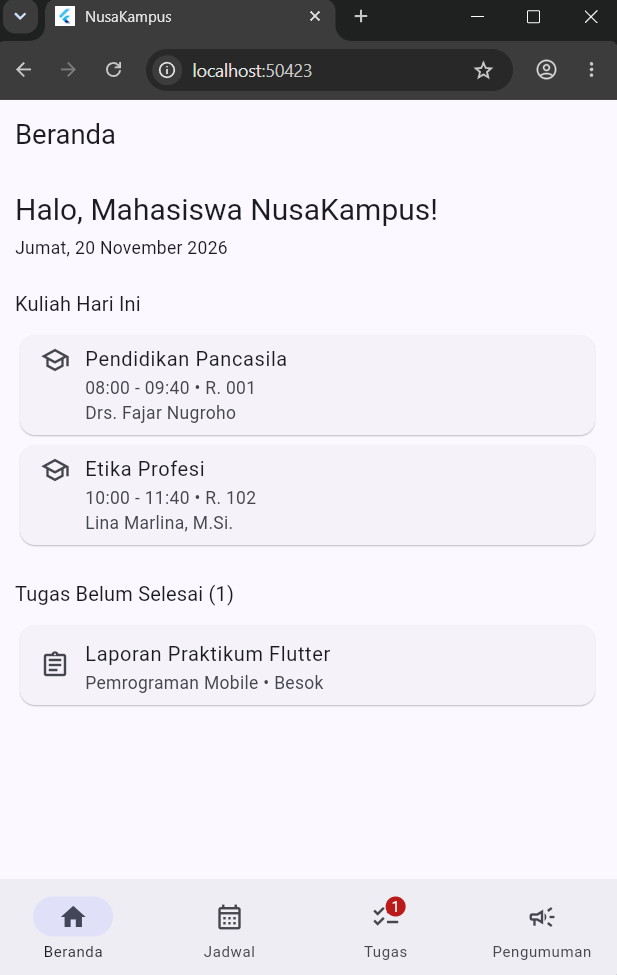 NusaKampus
localhost:50423
Beranda
Halo, Mahasiswa NusaKampus!
Jumat, 20 November 2026
Kuliah Hari Ini
Pendidikan Pancasila
08:00 - 09:40 • R. 001
Drs. Fajar Nugroho
Etika Profesi
10:00 - 11:40 • R. 102
Lina Marlina, M.Si.
Tugas Belum Selesai (1)
Laporan Praktikum Flutter
Pemrograman Mobile • Besok
1
Beranda
Jadwal
Tugas
Pengumuman